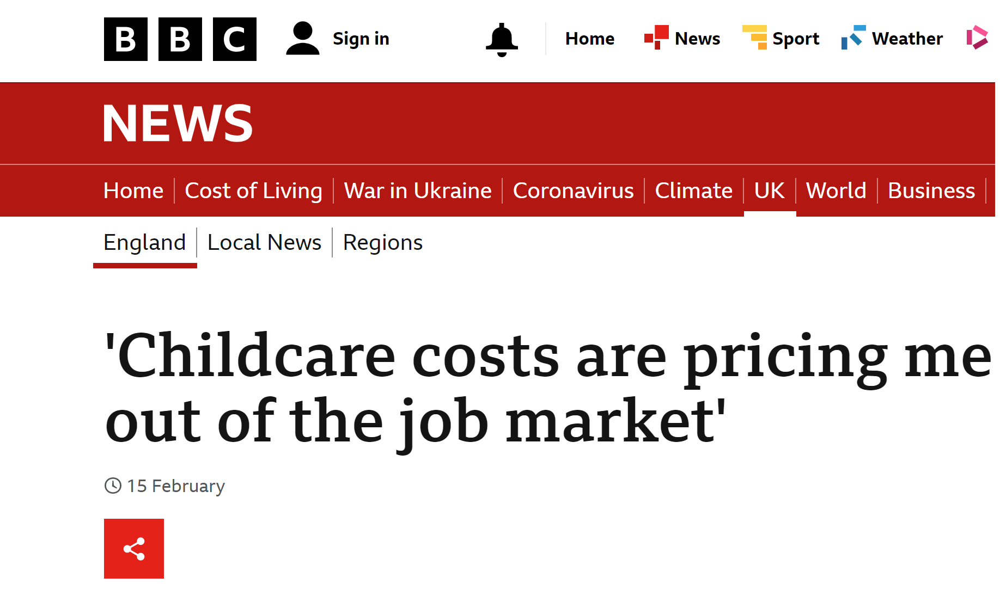 BBC Sign in Home News Sport Weather
NEWS
Home Cost of Living War in Ukraine Coronavirus Climate UK World Business
England Local News Regions
'Childcare costs are pricing me
out of the job market'
15 February